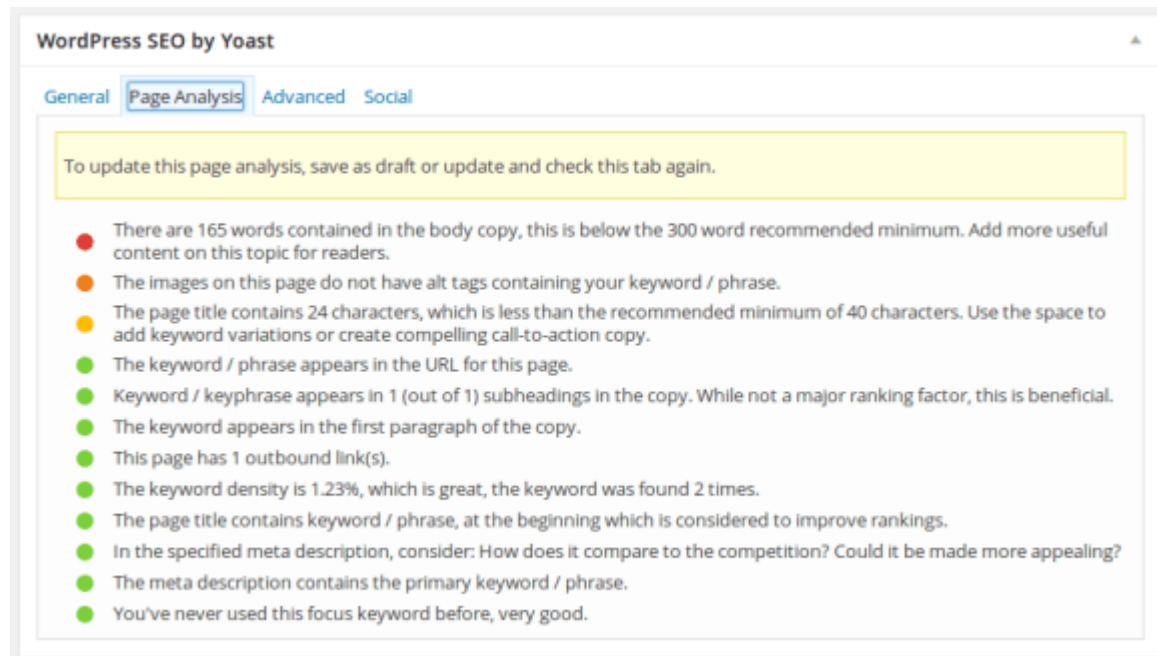 WordPress SEO by Yoast
General Page Analysis Advanced Social
To update this page analysis, save as draft or update and check this tab again.
There are 165 words contained in the body copy, this is below the 300 word recommended minimum. Add more useful
content on this topic for readers.
The images on this page do not have alt tags containing your keyword / phrase.
The page title contains 24 characters, which is less than the recommended minimum of 40 characters. Use the space to
add keyword variations or create compelling call-to-action copy.
The keyword / phrase appears in the URL for this page.
Keyword / keyphrase appears in 1 (out of 1) subheadings in the copy. While not a major ranking factor, this is beneficial.
The keyword appears in the first paragraph of the copy.
This page has 1 outbound link(s).
The keyword density is 1.23%, which is great, the keyword was found 2 times.
The page title contains keyword / phrase, at the beginning which is considered to improve rankings.
In the specified meta description, consider: How does it compare to the competition? Could it be made more appealing?
The meta description contains the primary keyword / phrase.
You've never used this focus keyword before, very good.